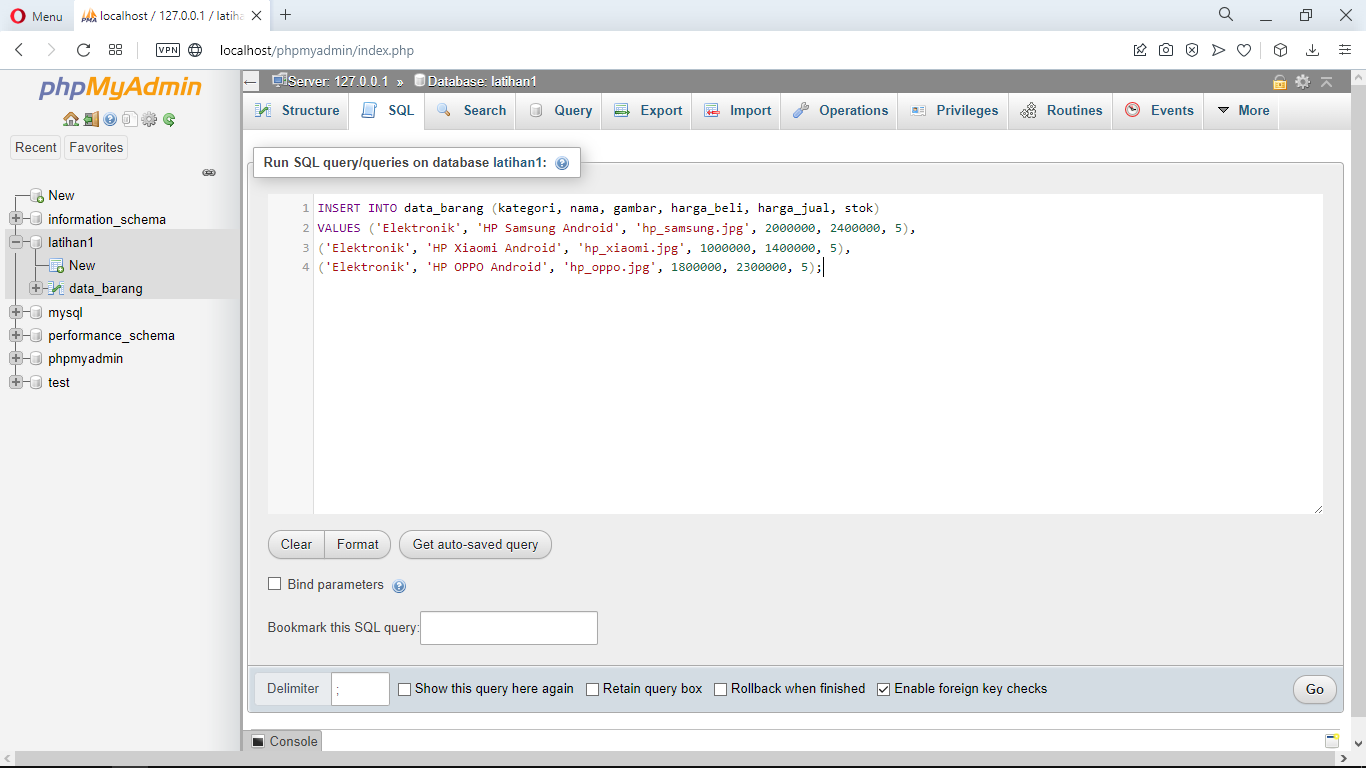 Menu
localhost / 127.0.0.1 / latiha
VPN
localhost/phpmyadmin/index.php
phpMyAdmin
Recent
Favorites
New
information_schema
latihan1
New
data_barang
mysql
performance_schema
phpmyadmin
test
Server: 127.0.0.1 » Database: latihan1
Structure
SQL
Search
Query
Export
Import
Operations
Privileges
Routines
Events
More
Run SQL query/queries on database latihan1:
1 INSERT INTO data_barang (kategori, nama, gambar, harga_beli, harga_jual, stok)
2 VALUES ('Elektronik', 'HP Samsung Android', 'hp_samsung.jpg', 2000000, 2400000, 5),
3 ('Elektronik', 'HP Xiaomi Android', 'hp_xiaomi.jpg', 1000000, 1400000, 5),
4 ('Elektronik', 'HP OPPO Android', 'hp_oppo.jpg', 1800000, 2300000, 5);
Clear
Format
Get auto-saved query
Bind parameters
Bookmark this SQL query:
Delimiter
;
Show this query here again
Retain query box
Rollback when finished
Enable foreign key checks
Go
Console